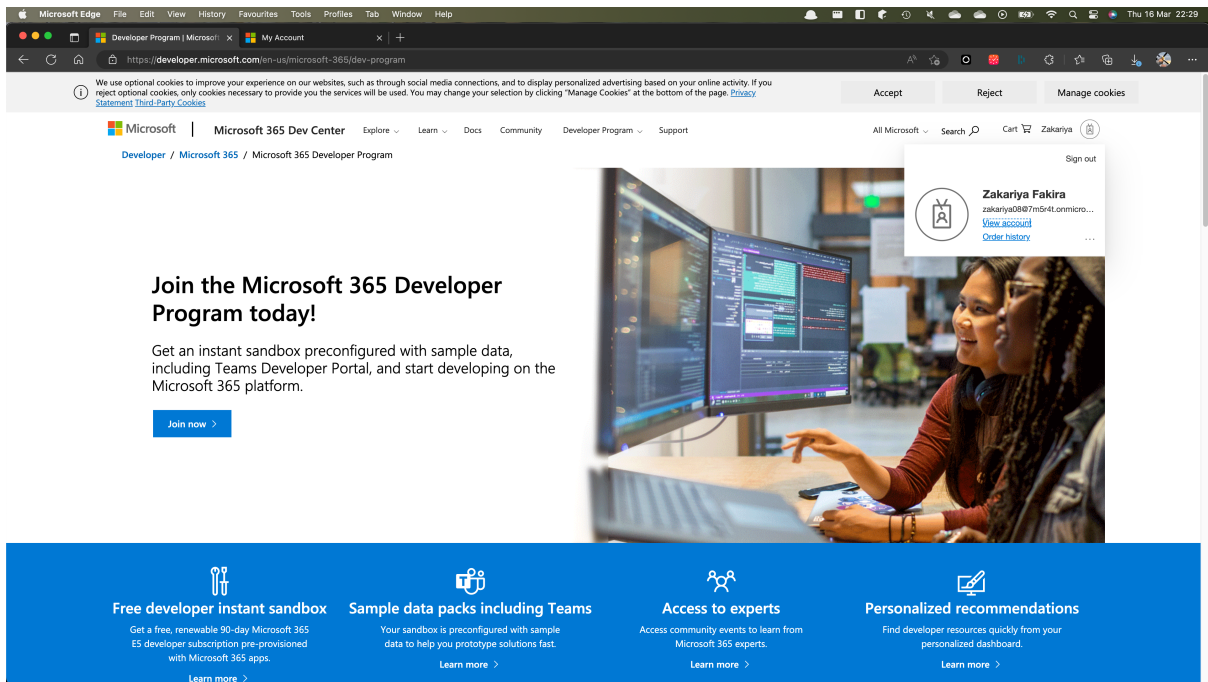 Microsoft Edge File Edit View History Favourites Tools Profiles Tab Window Help Thu 16 Mar 22:29
Developer Program | Microsoft My Account
https://developer.microsoft.com/en-us/microsoft-365/dev-program
We use optional cookies to improve your experience on our websites, such as through social media connections, and to display personalized advertising based on your online activity. If you
reject optional cookies, only cookies necessary to provide you the services will be used. You may change your selection by clicking "Manage Cookies" at the bottom of the page. Privacy
Statement Third-Party Cookies
Accept Reject Manage cookies
Microsoft Microsoft 365 Dev Center Explore Learn Docs Community Developer Program Support All Microsoft Search Cart Zakariya
Developer / Microsoft 365 / Microsoft 365 Developer Program
Sign out
Zakariya Fakira
zakariya08@7m5r4t.onmicro...
View account
Order history ...
Join the Microsoft 365 Developer
Program today!
Get an instant sandbox preconfigured with sample data,
including Teams Developer Portal, and start developing on the
Microsoft 365 platform.
Join now
Free developer instant sandbox
Get a free, renewable 90-day Microsoft 365
E5 developer subscription pre-provisioned
with Microsoft 365 apps.
Learn more
Sample data packs including Teams
Your sandbox is preconfigured with sample
data to help you prototype solutions fast.
Learn more
Access to experts
Access community events to learn from
Microsoft 365 experts.
Learn more
Personalized recommendations
Find developer resources quickly from your
personalized dashboard.
Learn more